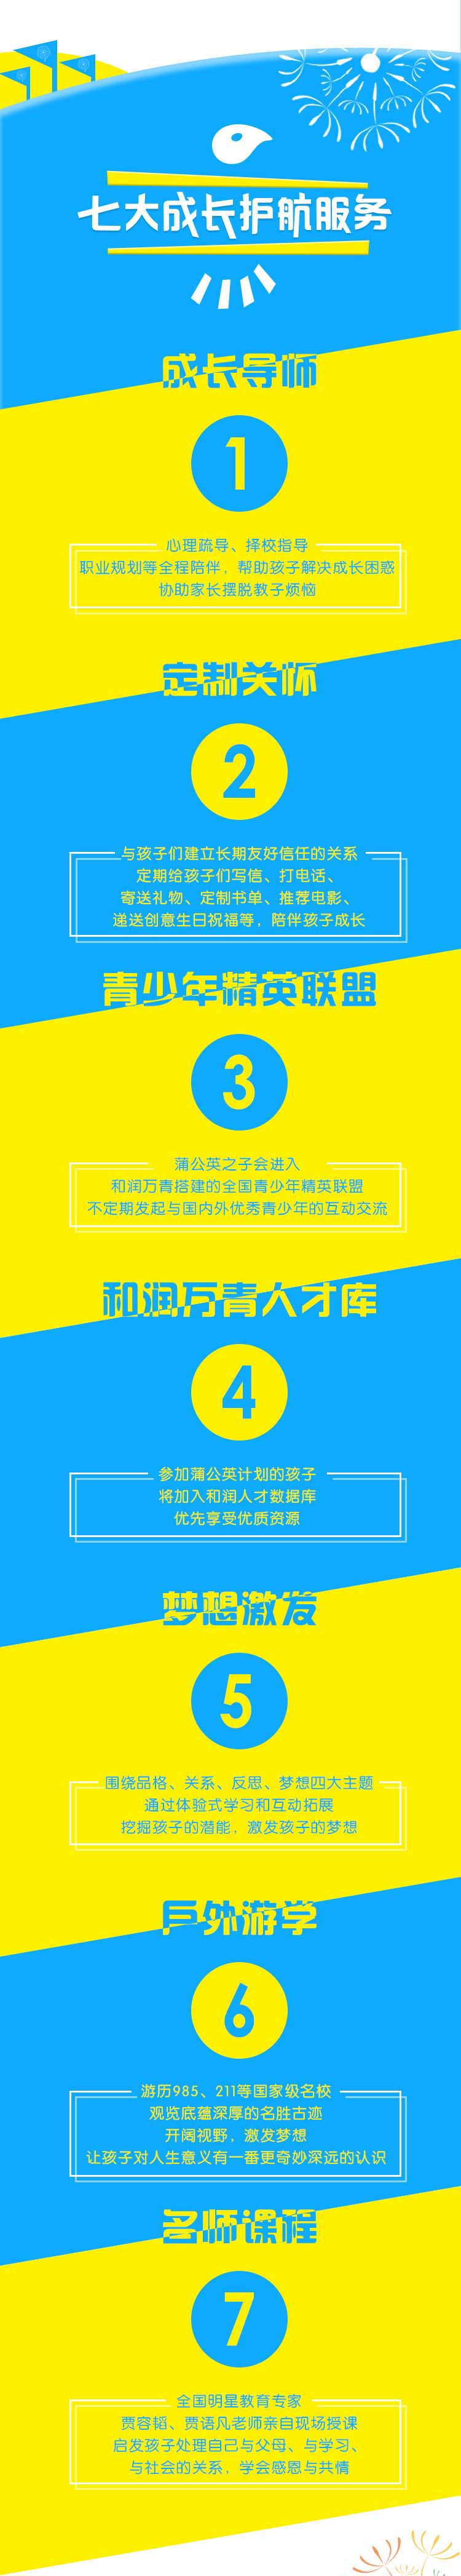 七大成长护航服务
成长导师
1
心理疏导、择校指导
职业规划等全程陪伴，帮助孩子解决成长困惑
协助家长摆脱教子烦恼
定制关怀
2
与孩子们建立长期友好信任的关系
定期给孩子们写信、打电话、
寄送礼物、定制书单、推荐电影、
递送创意生日祝福等，陪伴孩子成长
青少年精英联盟
3
蒲公英之子会进入
和润万青搭建的全国青少年精英联盟
不定期发起与国内外优秀青少年的互动交流
和润万青人才库
4
参加蒲公英计划的孩子
将加入和润人才数据库
优先享受优质资源
梦想激发
5
围绕品格、关系、反思、梦想四大主题
通过体验式学习和互动拓展
挖掘孩子的潜能，激发孩子的梦想
户外游学
6
游历985、211等国家级名校
观览底蕴深厚的名胜古迹
开阔视野，激发梦想
让孩子对人生意义有一番更奇妙深远的认识
名师课程
7
全国明星教育专家
贾容韬、贾语凡老师亲自现场授课
启发孩子处理自己与父母、与学习、
与社会的关系，学会感恩与共情